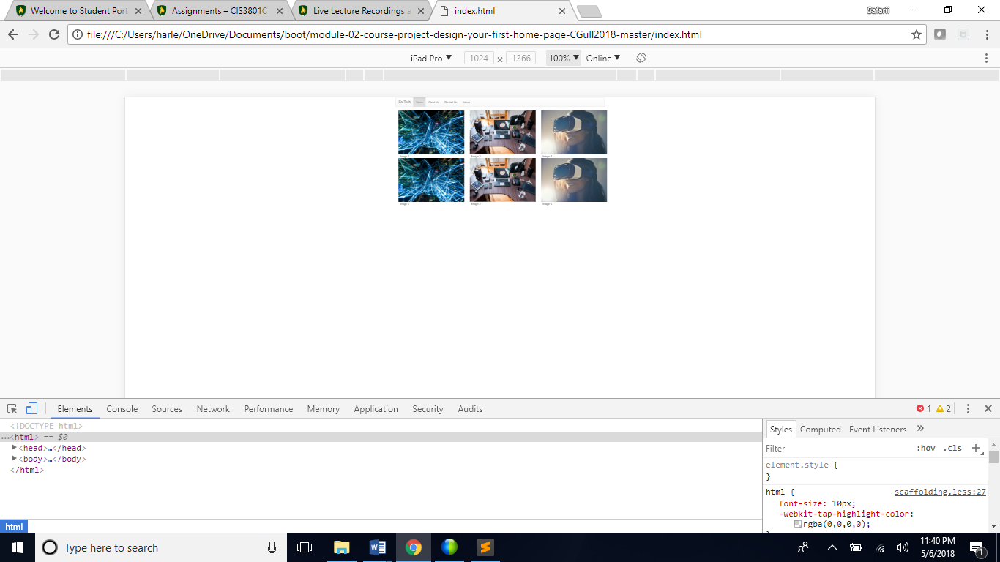 Welcome to Student Port
Assignments – CIS3801C
Live Lecture Recordings a
index.html
Safarii
file:///C:/Users/harle/OneDrive/Documents/boot/module-02-course-project-design-your-first-home-page-CGull2018-master/index.html
iPad Pro ▼ 1024 × 1366 100% ▼ Online ▼
Home About Us Contact Us
Image 1 Image 2 Image 3
Image 1 Image 2 Image 3
Elements Console Sources Network Performance Memory Application Security Audits 1 2
<!DOCTYPE html>
…<html> == $0
<head>…</head>
<body>…</body>
</html>
html
Styles Computed Event Listeners »
Filter :hov .cls +
element.style {
}
html { scaffolding.less:27
font-size: 10px;
-webkit-tap-highlight-color:
rgba(0,0,0,0);
Type here to search
11:40 PM
5/6/2018
1